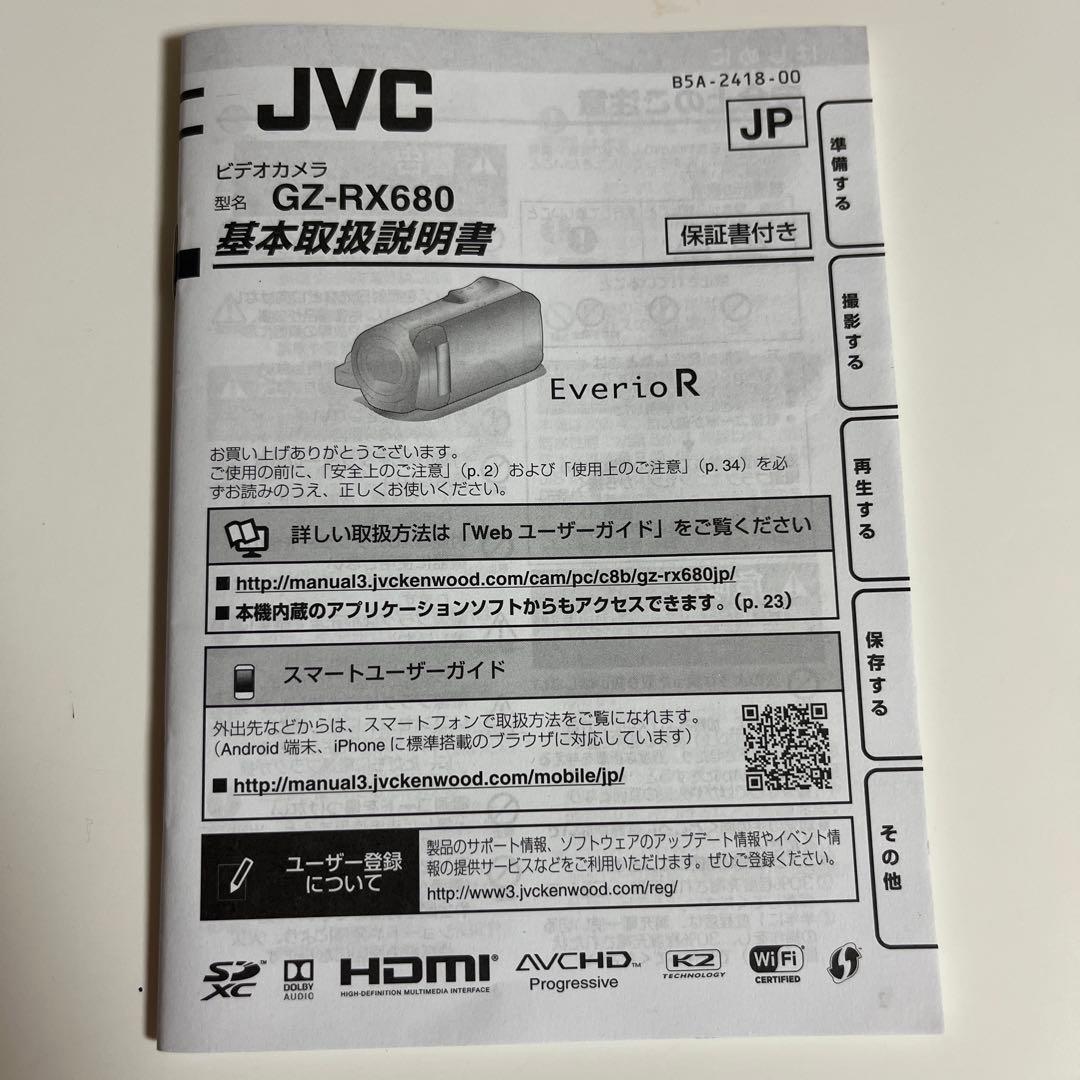 JVC
B5A-2418-00
JP
ビデオカメラ
型名 GZ-RX680
基本取扱説明書
保証書付き
Everio R
お買い上げありがとうございます。
ご使用の前に、「安全上のご注意」(p. 2) および「使用上のご注意」(p. 34) を必
ずお読みのうえ、正しくお使いください。
詳しい取扱方法は「Web ユーザーガイド」をご覧ください
■ http://manual3.jvckenwood.com/cam/pc/c8b/gz-rx680jp/
■ 本機内蔵のアプリケーションソフトからもアクセスできます。(p. 23)
スマートユーザーガイド
外出先などからは、スマートフォンで取扱方法をご覧になれます。
(Android 端末、iPhone に標準搭載のブラウザに対応しています)
■ http://manual3.jvckenwood.com/mobile/jp/
ユーザー登録
について
製品のサポート情報、ソフトウェアのアップデート情報やイベント情
報の提供サービスなどをご利用いただけます。ぜひご登録ください。
http://www3.jvckenwood.com/reg/
準備する
撮影する
再生する
保存する
その他
SD XC™
DOLBY
AUDIO
HDMI®
HIGH-DEFINITION MULTIMEDIA INTERFACE
AVCHD™
Progressive
K2
TECHNOLOGY
Wi Fi
CERTIFIED